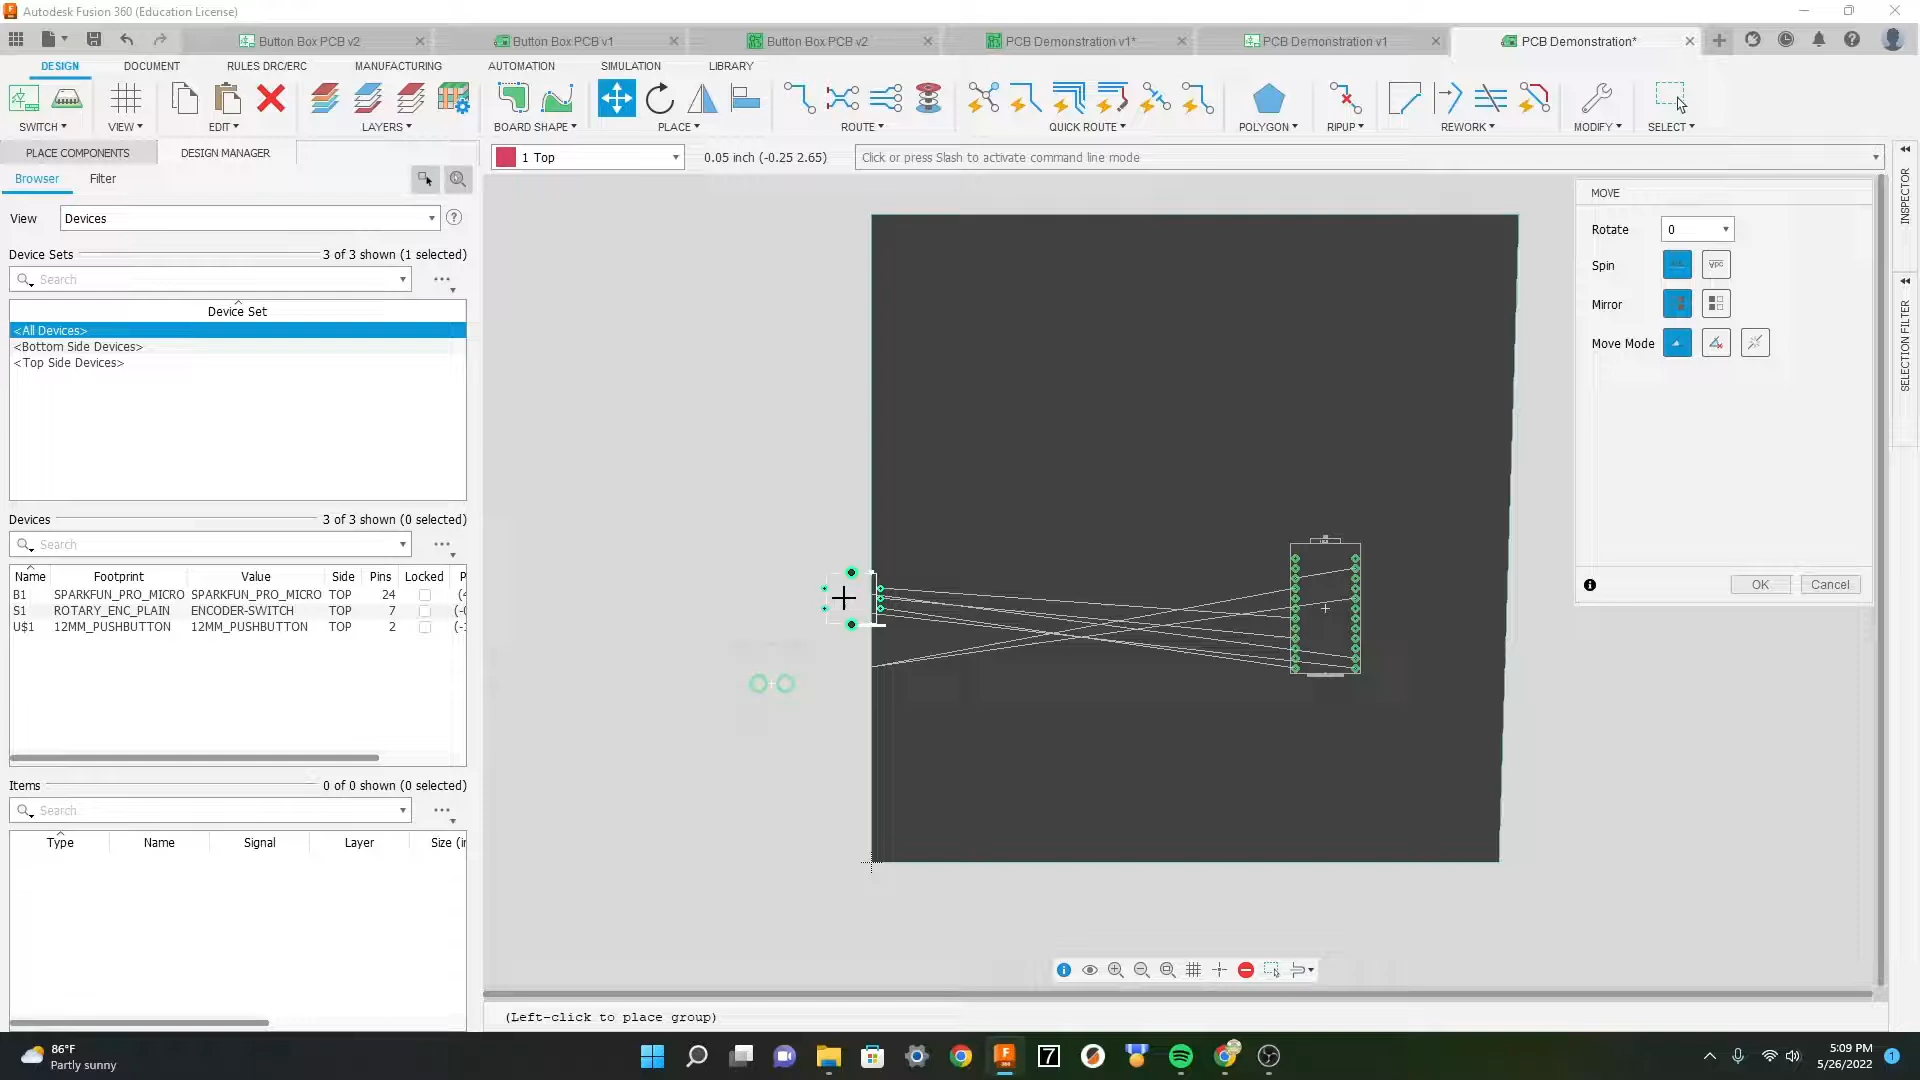 Autodesk Fusion 360 (Education License)
Button Box PCB v2
Button Box PCB v1
Button Box PCB v2
PCB Demonstration v1*
PCB Demonstration v1
PCB Demonstration*
DESIGN
DOCUMENT
RULES DRC/ERC
MANUFACTURING
AUTOMATION
SIMULATION
LIBRARY
SWITCH
VIEW
EDIT
LAYERS
BOARD SHAPE
PLACE
ROUTE
QUICK ROUTE
POLYGON
RIPUP
REWORK
MODIFY
SELECT
PLACE COMPONENTS
DESIGN MANAGER
1 Top
0.05 inch (-0.25 2.65)
Click or press Slash to activate command line mode
Browser
Filter
View
Devices
Device Sets
3 of 3 shown (1 selected)
Search
Device Set
<All Devices>
<Bottom Side Devices>
<Top Side Devices>
Devices
3 of 3 shown (0 selected)
Search
Name Footprint Value Side Pins Locked P
B1 SPARKFUN_PRO_MICRO SPARKFUN_PRO_MICRO TOP 24 (4
S1 ROTARY_ENC_PLAIN ENCODER-SWITCH TOP 7 (-0
U$1 12MM_PUSHBUTTON 12MM_PUSHBUTTON TOP 2 (-1
Items
0 of 0 shown (0 selected)
Search
Type Name Signal Layer Size (i
MOVE
Rotate
0
Spin
Mirror
Move Mode
OK
Cancel
INSPECTOR
SELECTION FILTER
(Left-click to place group)
86°F
Partly sunny
7
5:09 PM
5/26/2022
1